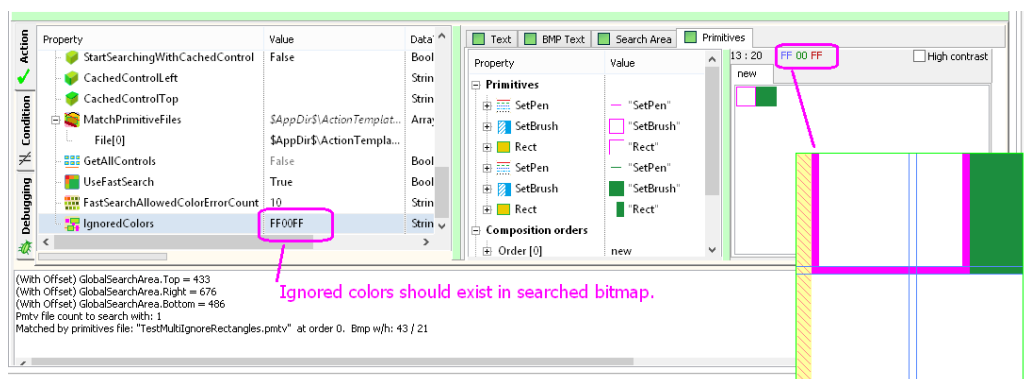 Action
Condition
Debugging
Property Value Data
StartSearchingWithCachedControl False Bool
CachedControlLeft Strin
CachedControlTop Strin
MatchPrimitiveFiles $AppDir$\ActionTemplat... Array
File[0] $AppDir$\ActionTempla...
GetAllControls False Bool
UseFastSearch True Bool
FastSearchAllowedColorErrorCount 10 Strin
IgnoredColors FF00FF Strin
Text BMP Text Search Area Primitives
Property Value
Primitives
SetPen "SetPen"
SetBrush "SetBrush"
Rect "Rect"
SetPen "SetPen"
SetBrush "SetBrush"
Rect "Rect"
Composition orders
Order [0] new
13 : 20 FF 00 FF High contrast
new
(With Offset) GlobalSearchArea.Top = 433
(With Offset) GlobalSearchArea.Right = 676
(With Offset) GlobalSearchArea.Bottom = 486
Pmtv file count to search with: 1
Matched by primitives file: "TestMultiIgnoreRectangles.pmtv" at order 0. Bmp w/h: 43 / 21
Ignored colors should exist in searched bitmap.